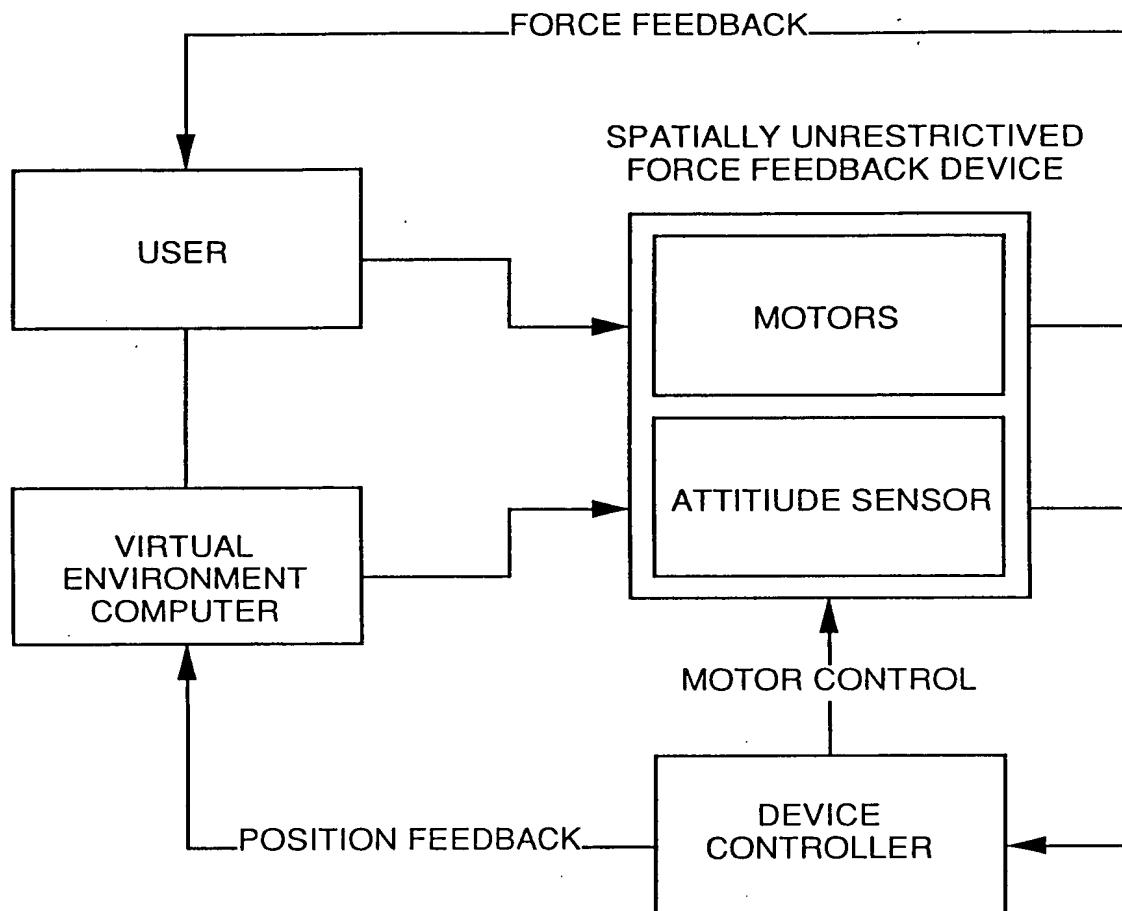 FORCE FEEDBACK
SPATIALLY UNRESTRICTIVED
FORCE FEEDBACK DEVICE
USER
MOTORS
ATTITIUDE SENSOR
VIRTUAL
ENVIRONMENT
COMPUTER
MOTOR CONTROL
POSITION FEEDBACK
DEVICE
CONTROLLER